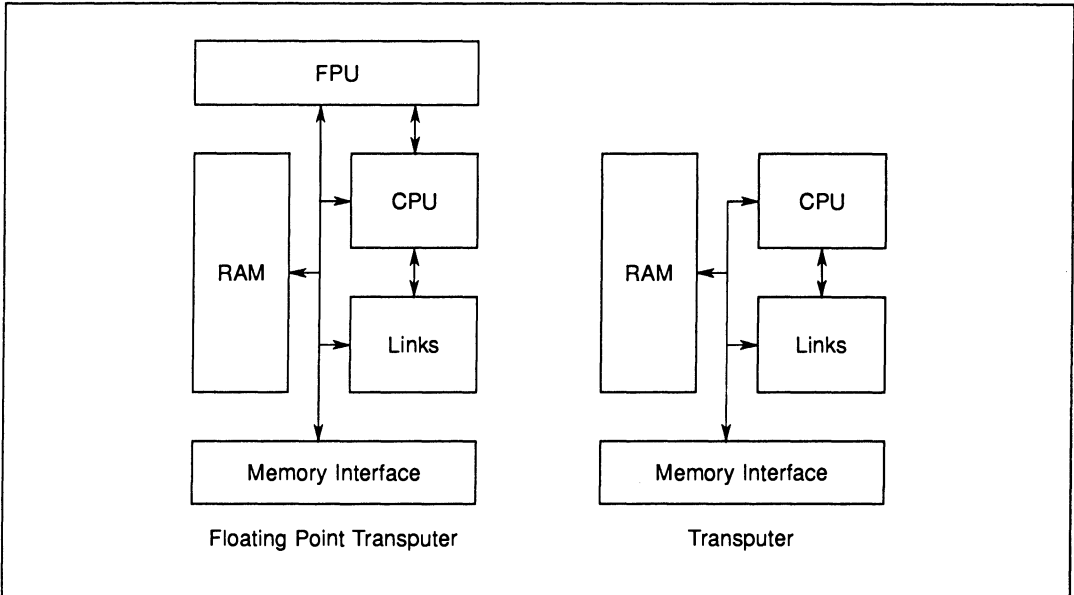 FPU
CPU
RAM
Links
Memory Interface
Floating Point Transputer
CPU
RAM
Links
Memory Interface
Transputer